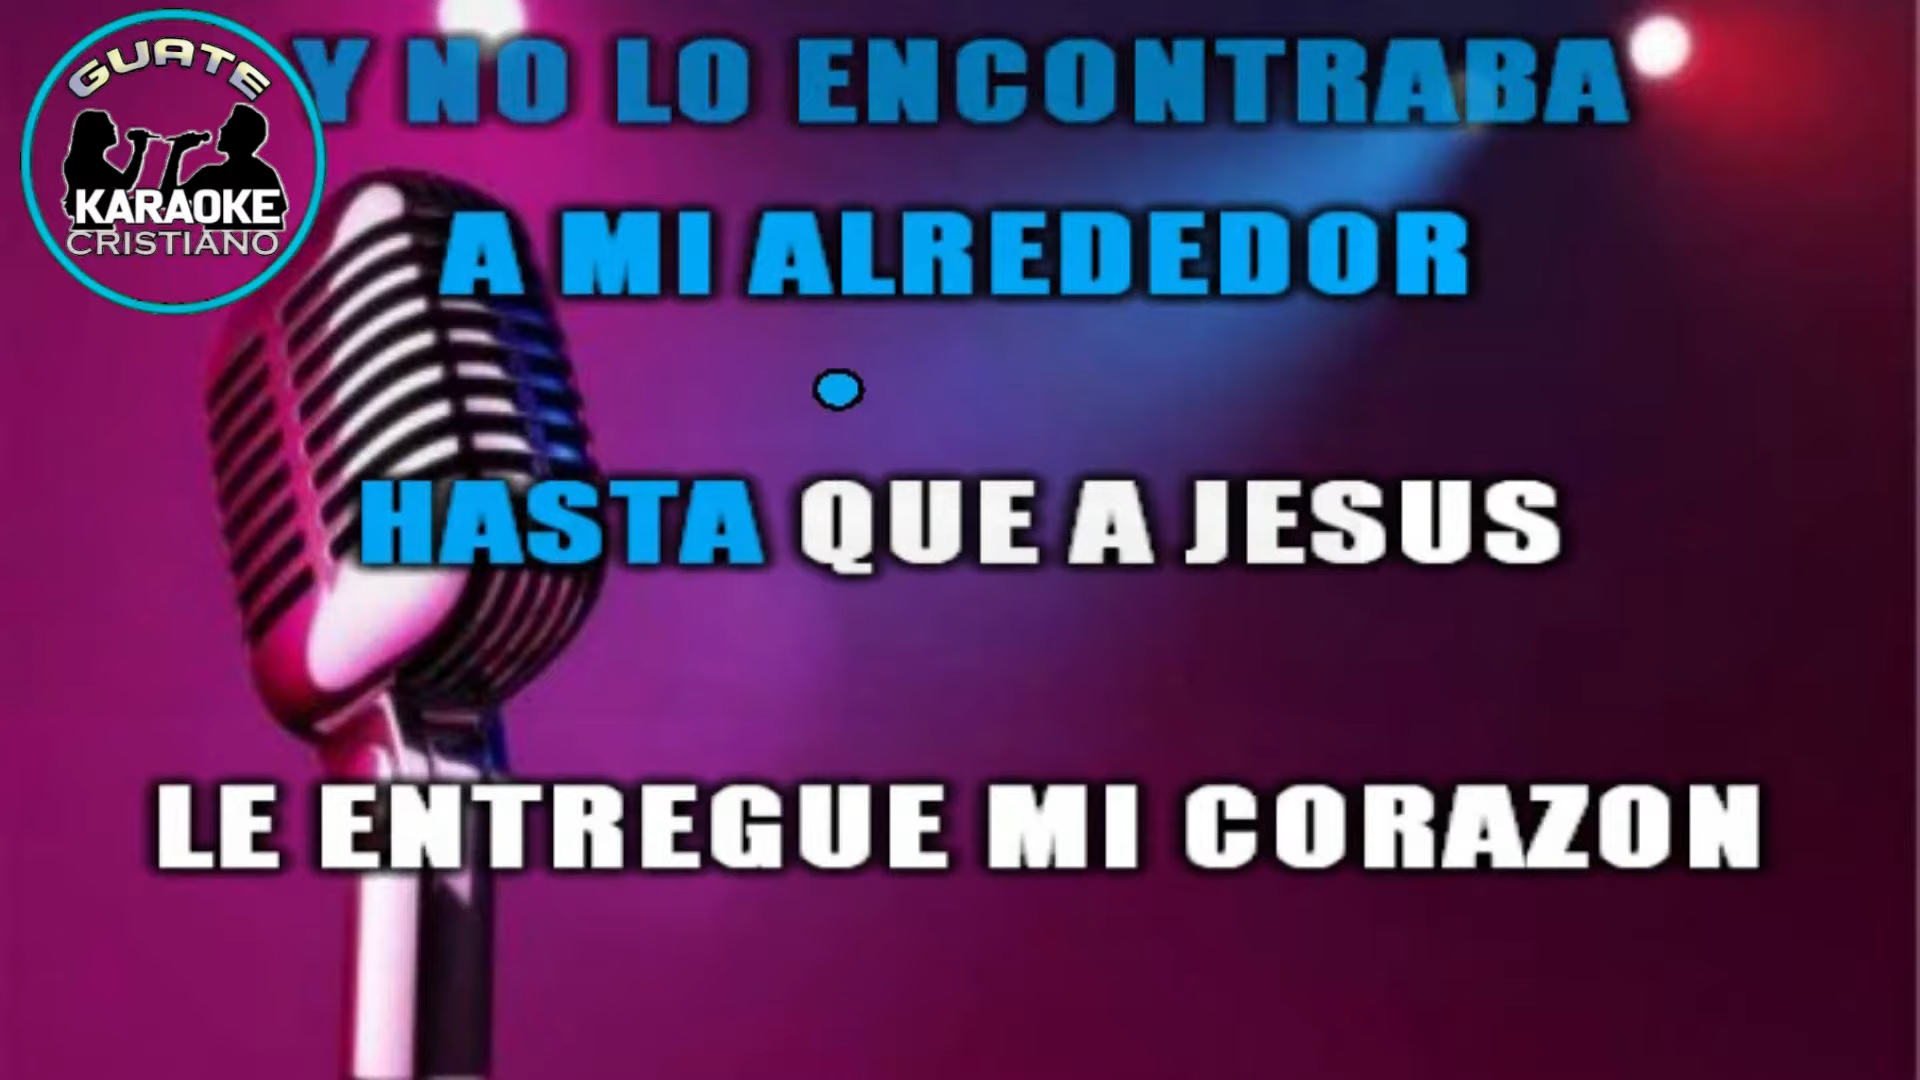 GUATE
KARAOKE
CRISTIANO
Y NO LO ENCONTRABA
A MI ALREDEDOR
HASTA QUE A JESUS
LE ENTREGUE MI CORAZON